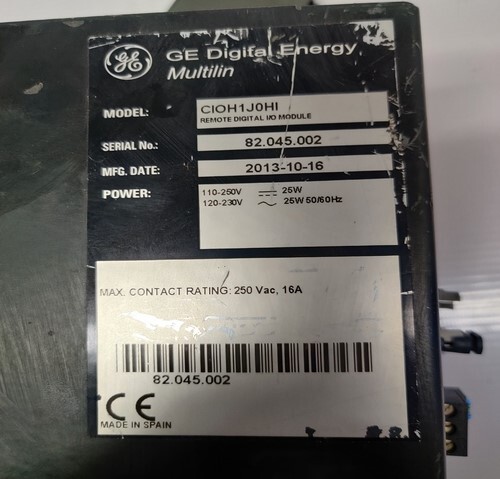 GE GE Digital Energy
Multilin
MODEL: CIOH1J0HI
REMOTE DIGITAL I/O MODULE
SERIAL No.: 82.045.002
MFG. DATE: 2013-10-16
POWER: 110-250V ⎓ 25W
120-230V ~ 25W 50/60Hz
MAX. CONTACT RATING: 250 Vac, 16A
82.045.002
CE
MADE IN SPAIN